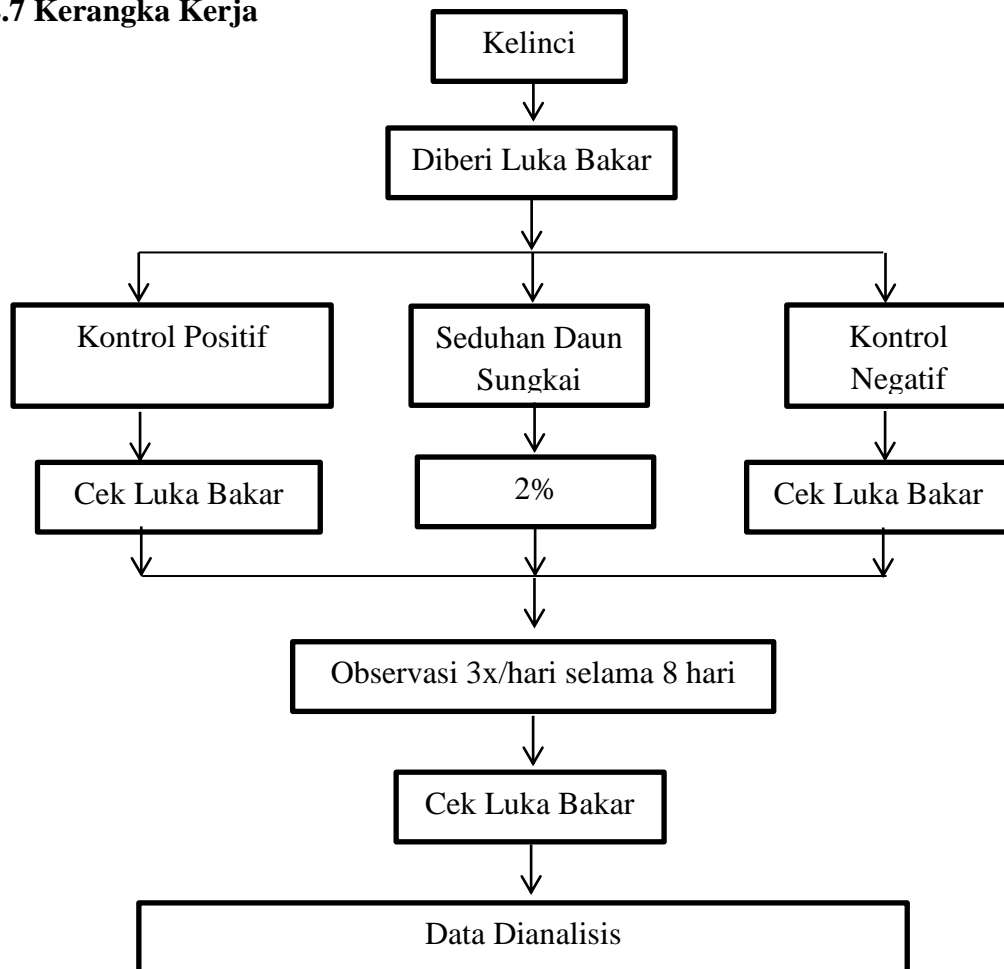 .7 Kerangka Kerja
Kelinci
Diberi Luka Bakar
Kontrol Positif
Seduhan Daun
Sungkai
Kontrol
Negatif
Cek Luka Bakar
2%
Cek Luka Bakar
Observasi 3x/hari selama 8 hari
Cek Luka Bakar
Data Dianalisis